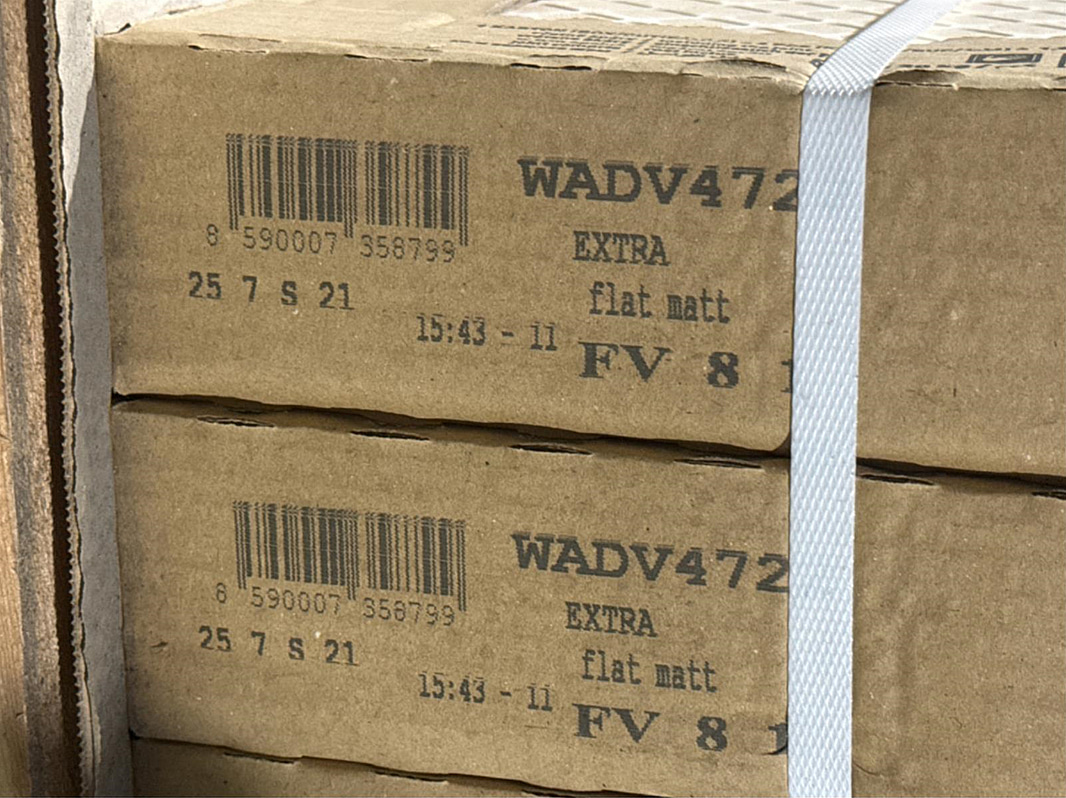 WADV472
8 590007 358799
EXTRA
25 7 S 21
flat matt
15:43 - 11
FV 8
WADV472
8 590007 358799
EXTRA
25 7 S 21
flat matt
15:43 - 11
FV 8 1